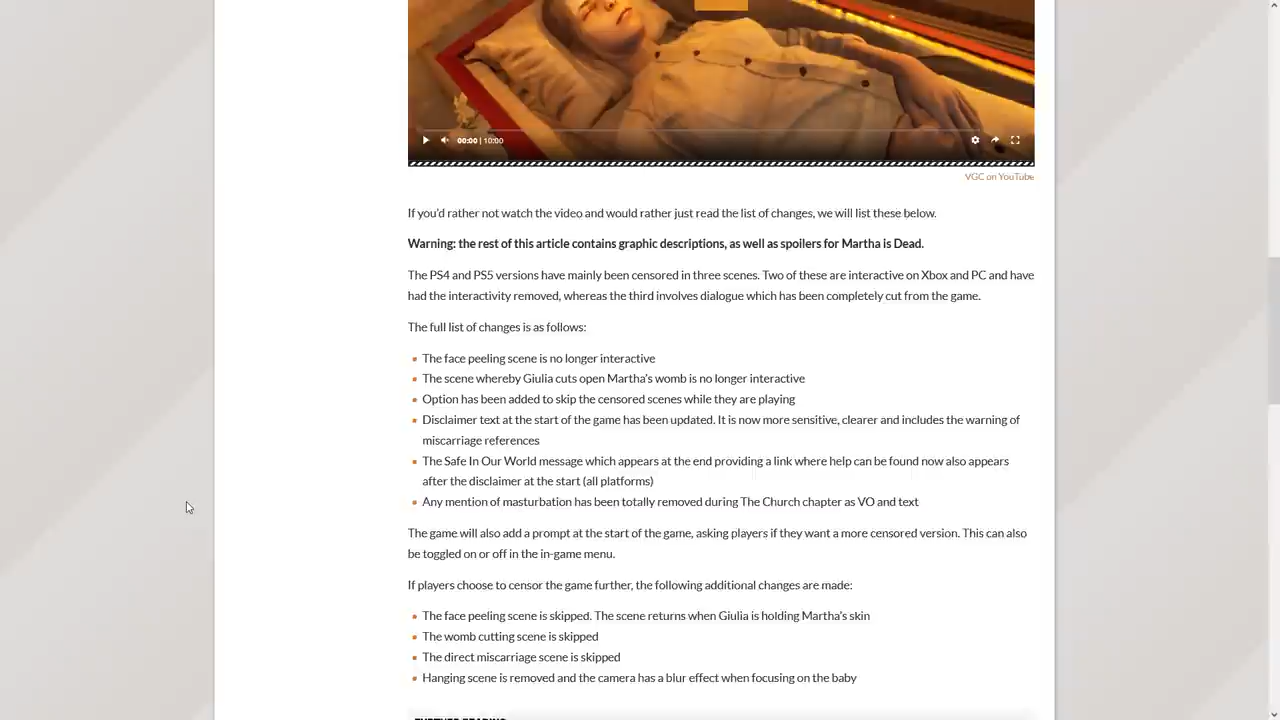 00:00 | 10:00
VGC on YouTube
If you'd rather not watch the video and would rather just read the list of changes, we will list these below.
Warning: the rest of this article contains graphic descriptions, as well as spoilers for Martha is Dead.
The PS4 and PS5 versions have mainly been censored in three scenes. Two of these are interactive on Xbox and PC and have
had the interactivity removed, whereas the third involves dialogue which has been completely cut from the game.
The full list of changes is as follows:
The face peeling scene is no longer interactive
The scene whereby Giulia cuts open Martha's womb is no longer interactive
Option has been added to skip the censored scenes while they are playing
Disclaimer text at the start of the game has been updated. It is now more sensitive, clearer and includes the warning of
miscarriage references
The Safe In Our World message which appears at the end providing a link where help can be found now also appears
after the disclaimer at the start (all platforms)
Any mention of masturbation has been totally removed during The Church chapter as VO and text
The game will also add a prompt at the start of the game, asking players if they want a more censored version. This can also
be toggled on or off in the in-game menu.
If players choose to censor the game further, the following additional changes are made:
The face peeling scene is skipped. The scene returns when Giulia is holding Martha's skin
The womb cutting scene is skipped
The direct miscarriage scene is skipped
Hanging scene is removed and the camera has a blur effect when focusing on the baby
FURTHER READING